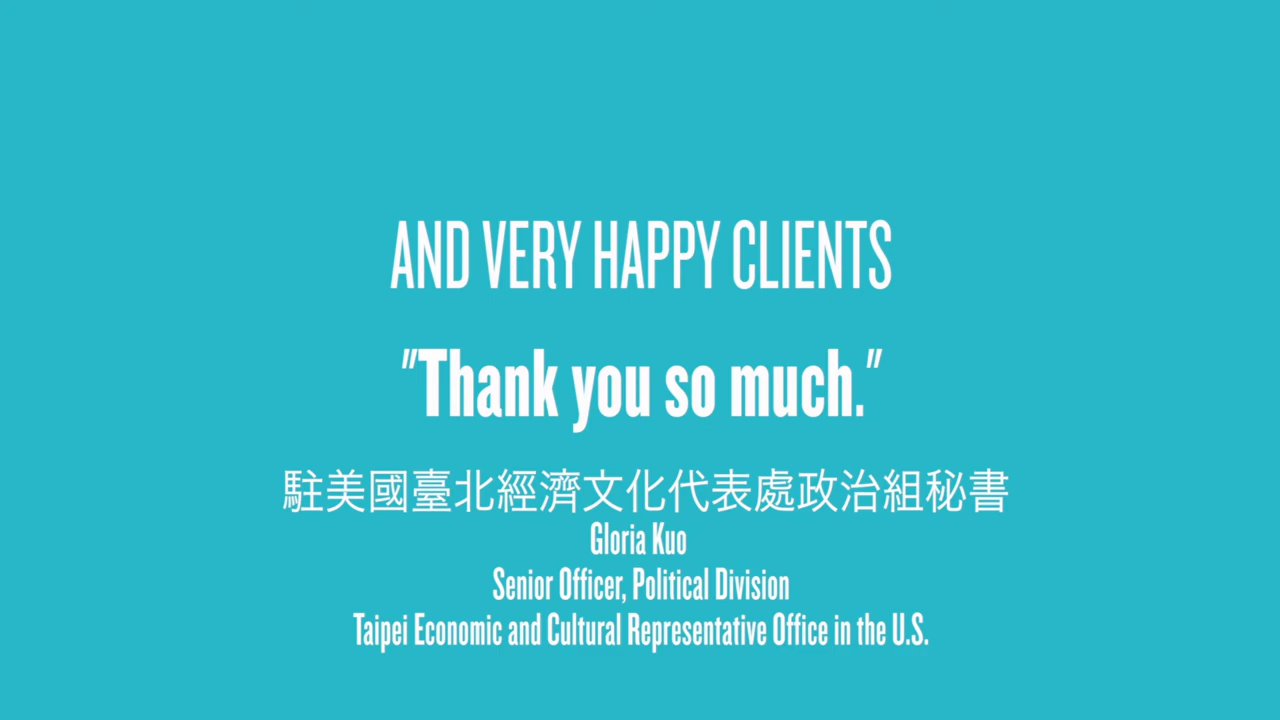 AND VERY HAPPY CLIENTS
"Thank you so much."
駐美國臺北經濟文化代表處政治組秘書
Gloria Kuo
Senior Officer, Political Division
Taipei Economic and Cultural Representative Office in the U.S.